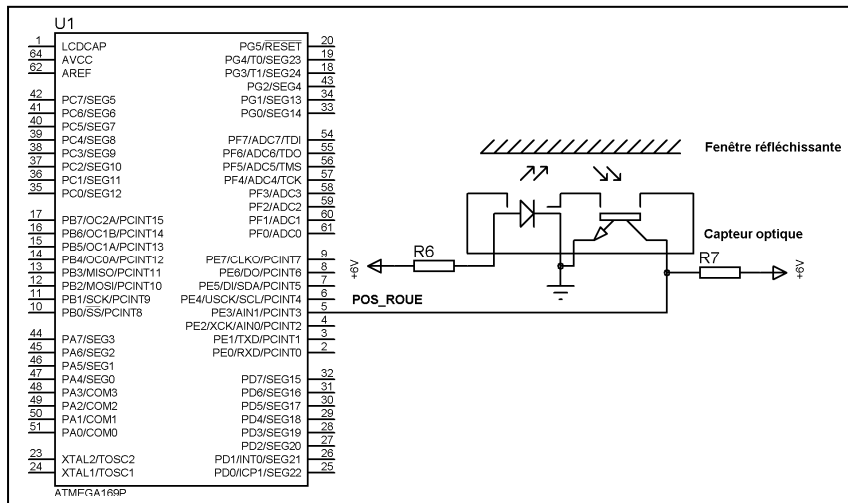 U1
1 LCDCAP PG5/RESET 20
64 AVCC PG4/T0/SEG23 19
62 AREF PG3/T1/SEG24 18
PG2/SEG4 43
42 PC7/SEG5 PG1/SEG13 34
41 PC6/SEG6 PG0/SEG14 33
40 PC5/SEG7
39 PC4/SEG8 PF7/ADC7/TDI 54
38 PC3/SEG9 PF6/ADC6/TDO 55
37 PC2/SEG10 PF5/ADC5/TMS 56
36 PC1/SEG11 PF4/ADC4/TCK 57
35 PC0/SEG12 PF3/ADC3 58
PF2/ADC2 59
17 PB7/OC2A/PCINT15 PF1/ADC1 60
16 PB6/OC1B/PCINT14 PF0/ADC0 61
15 PB5/OC1A/PCINT13
14 PB4/OC0A/PCINT12 PE7/CLKO/PCINT7 9
13 PB3/MISO/PCINT11 PE6/DO/PCINT6 8
12 PB2/MOSI/PCINT10 PE5/DI/SDA/PCINT5 7
11 PB1/SCK/PCINT9 PE4/USCK/SCL/PCINT4 6
10 PB0/SS/PCINT8 PE3/AIN1/PCINT3 5
PE2/XCK/AIN0/PCINT2 4
44 PA7/SEG3 PE1/TXD/PCINT1 3
45 PA6/SEG2 PE0/RXD/PCINT0 2
46 PA5/SEG1
47 PA4/SEG0 PD7/SEG15 32
48 PA3/COM3 PD6/SEG16 31
49 PA2/COM2 PD5/SEG17 30
50 PA1/COM1 PD4/SEG18 29
51 PA0/COM0 PD3/SEG19 28
PD2/SEG20 27
23 XTAL2/TOSC2 PD1/INT0/SEG21 26
24 XTAL1/TOSC1 PD0/ICP1/SEG22 25
ATMEGA169P
Fenêtre réfléchissante
Capteur optique
R6
R7
+6V
+6V
POS_ROUE